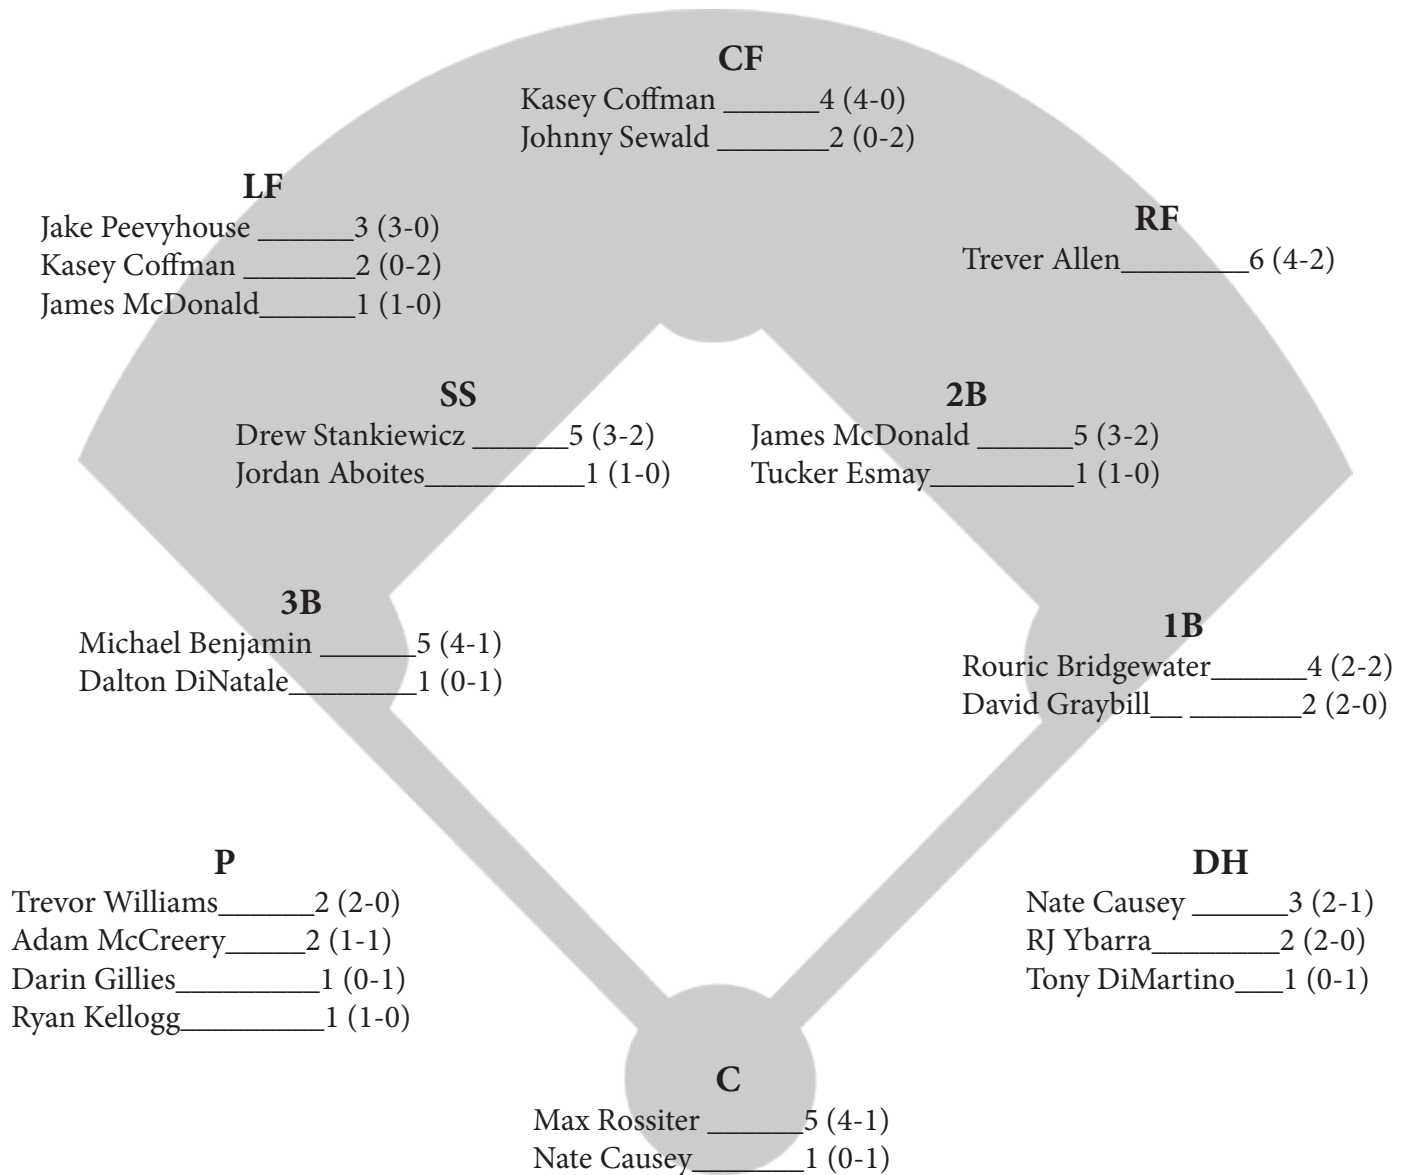 CF
Kasey Coffman ______4 (4-0)
Johnny Sewald _______2 (0-2)
LF
Jake Peevyhouse ______3 (3-0)
Kasey Coffman _______2 (0-2)
James McDonald______1 (1-0)
RF
Trever Allen________6 (4-2)
SS
Drew Stankiewicz ______5 (3-2)
Jordan Aboites__________1 (1-0)
2B
James McDonald ______5 (3-2)
Tucker Esmay_________1 (1-0)
3B
Michael Benjamin ______5 (4-1)
Dalton DiNatale________1 (0-1)
1B
Rouric Bridgewater______4 (2-2)
David Graybill__ _______2 (2-0)
P
Trevor Williams______2 (2-0)
Adam McCreery_____2 (1-1)
Darin Gillies_________1 (0-1)
Ryan Kellogg_________1 (1-0)
DH
Nate Causey ______3 (2-1)
RJ Ybarra________2 (2-0)
Tony DiMartino___1 (0-1)
C
Max Rossiter ______5 (4-1)
Nate Causey_______1 (0-1)